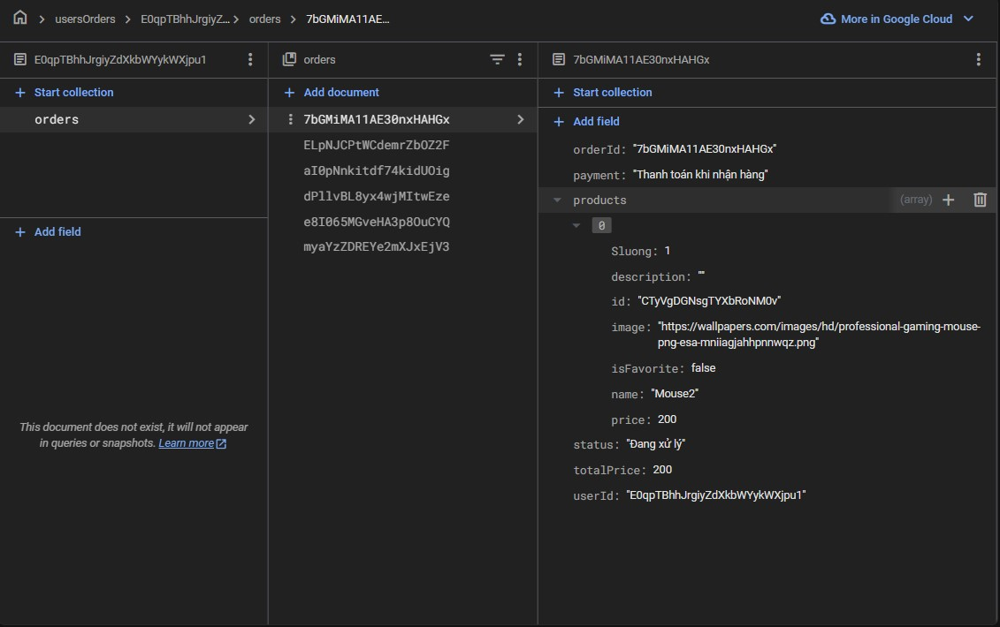 usersOrders
E0qpTBhhJrgiyZ...
orders
7bGMiMA11AE...
More in Google Cloud
E0qpTBhhJrgiyZdXkbWYykWXjpu1
orders
7bGMiMA11AE30nxHAHGx
+ Start collection
+ Add document
+ Start collection
orders
7bGMiMA11AE30nxHAHGx
ELpNJCPtWCdemrZbOZ2F
aI0pNnkitdf74kidUOig
dPllvBL8yx4wjMItwEze
e8I065MGveHA3p8OuCYQ
myaYzZDREYe2mXJxEjV3
+ Add field
This document does not exist, it will not appear
in queries or snapshots. Learn more
+ Add field
orderId: "7bGMiMA11AE30nxHAHGx"
payment: "Thanh toán khi nhận hàng"
products (array) +
0
Sluong: 1
description: ""
id: "CTyVgDGNsgTYXbRoNM0v"
image: "https://wallpapers.com/images/hd/professional-gaming-mouse-
png-esa-mniiagjahhpnnwqz.png"
isFavorite: false
name: "Mouse2"
price: 200
status: "Đang xử lý"
totalPrice: 200
userId: "E0qpTBhhJrgiyZdXkbWYykWXjpu1"